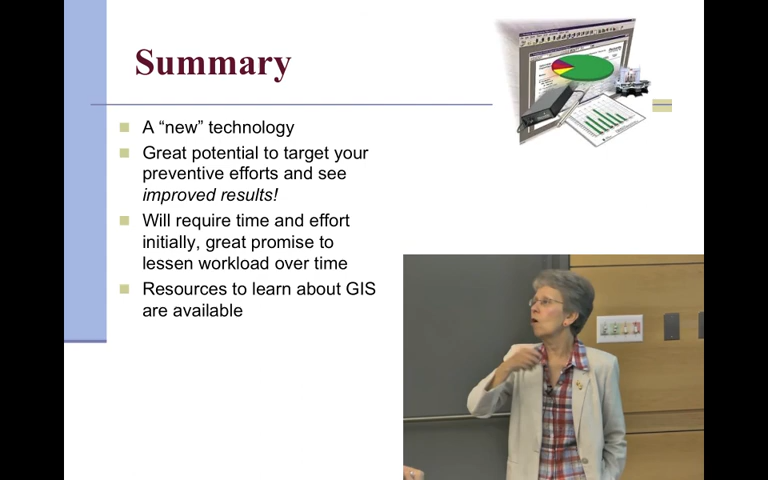 Summary
A “new” technology
Great potential to target your
preventive efforts and see
improved results!
Will require time and effort
initially, great promise to
lessen workload over time
Resources to learn about GIS
are available